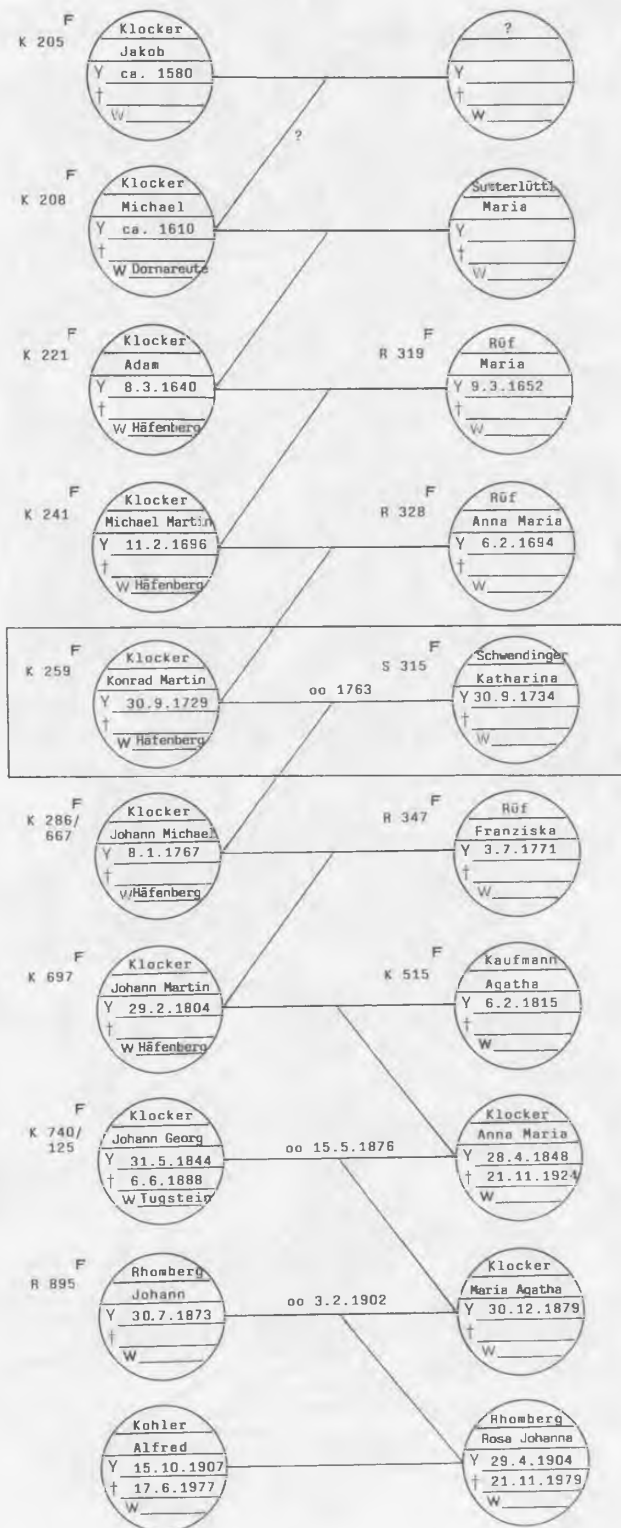 F
K 205
Klocker
Jakob
Y ca. 1580
†
W
?
Y
†
W
?
F
K 208
Klocker
Michael
Y ca. 1610
†
W Dornareute
Sutterlüttí
Maria
Y
†
W
F
K 221
Klocker
Adam
Y 8.3.1640
†
W Häfenberg
F
R 319
Rüf
Maria
Y 9.3.1652
†
W
F
K 241
Klocker
Michael Martin
Y 11.2.1696
†
W Häfenberg
F
R 328
Rüf
Anna Maria
Y 6.2.1694
†
W
F
K 259
Klocker
Konrad Martin
Y 30.9.1729
†
W Häfenberg
oo 1763
F
S 315
Schwendinger
Katharina
Y 30.9.1734
†
W
F
K 286/
667
Klocker
Johann Michael
Y 8.1.1767
†
W Häfenberg
F
R 347
Rüf
Franziska
Y 3.7.1771
†
W
F
K 697
Klocker
Johann Martin
Y 29.2.1804
†
W Häfenberg
F
K 515
Kaufmann
Agatha
Y 6.2.1815
†
W
F
K 740/
125
Klocker
Johann Georg
Y 31.5.1844
† 6.6.1888
W Tugstein
oo 15.5.1876
Klocker
Anna Maria
Y 28.4.1848
† 21.11.1924
W
F
R 895
Rhomberg
Johann
Y 30.7.1873
†
W
oo 3.2.1902
Klocker
Maria Agatha
Y 30.12.1879
†
W
Kohler
Alfred
Y 15.10.1907
† 17.6.1977
W
Rhomberg
Rosa Johanna
Y 29.4.1904
† 21.11.1979
W